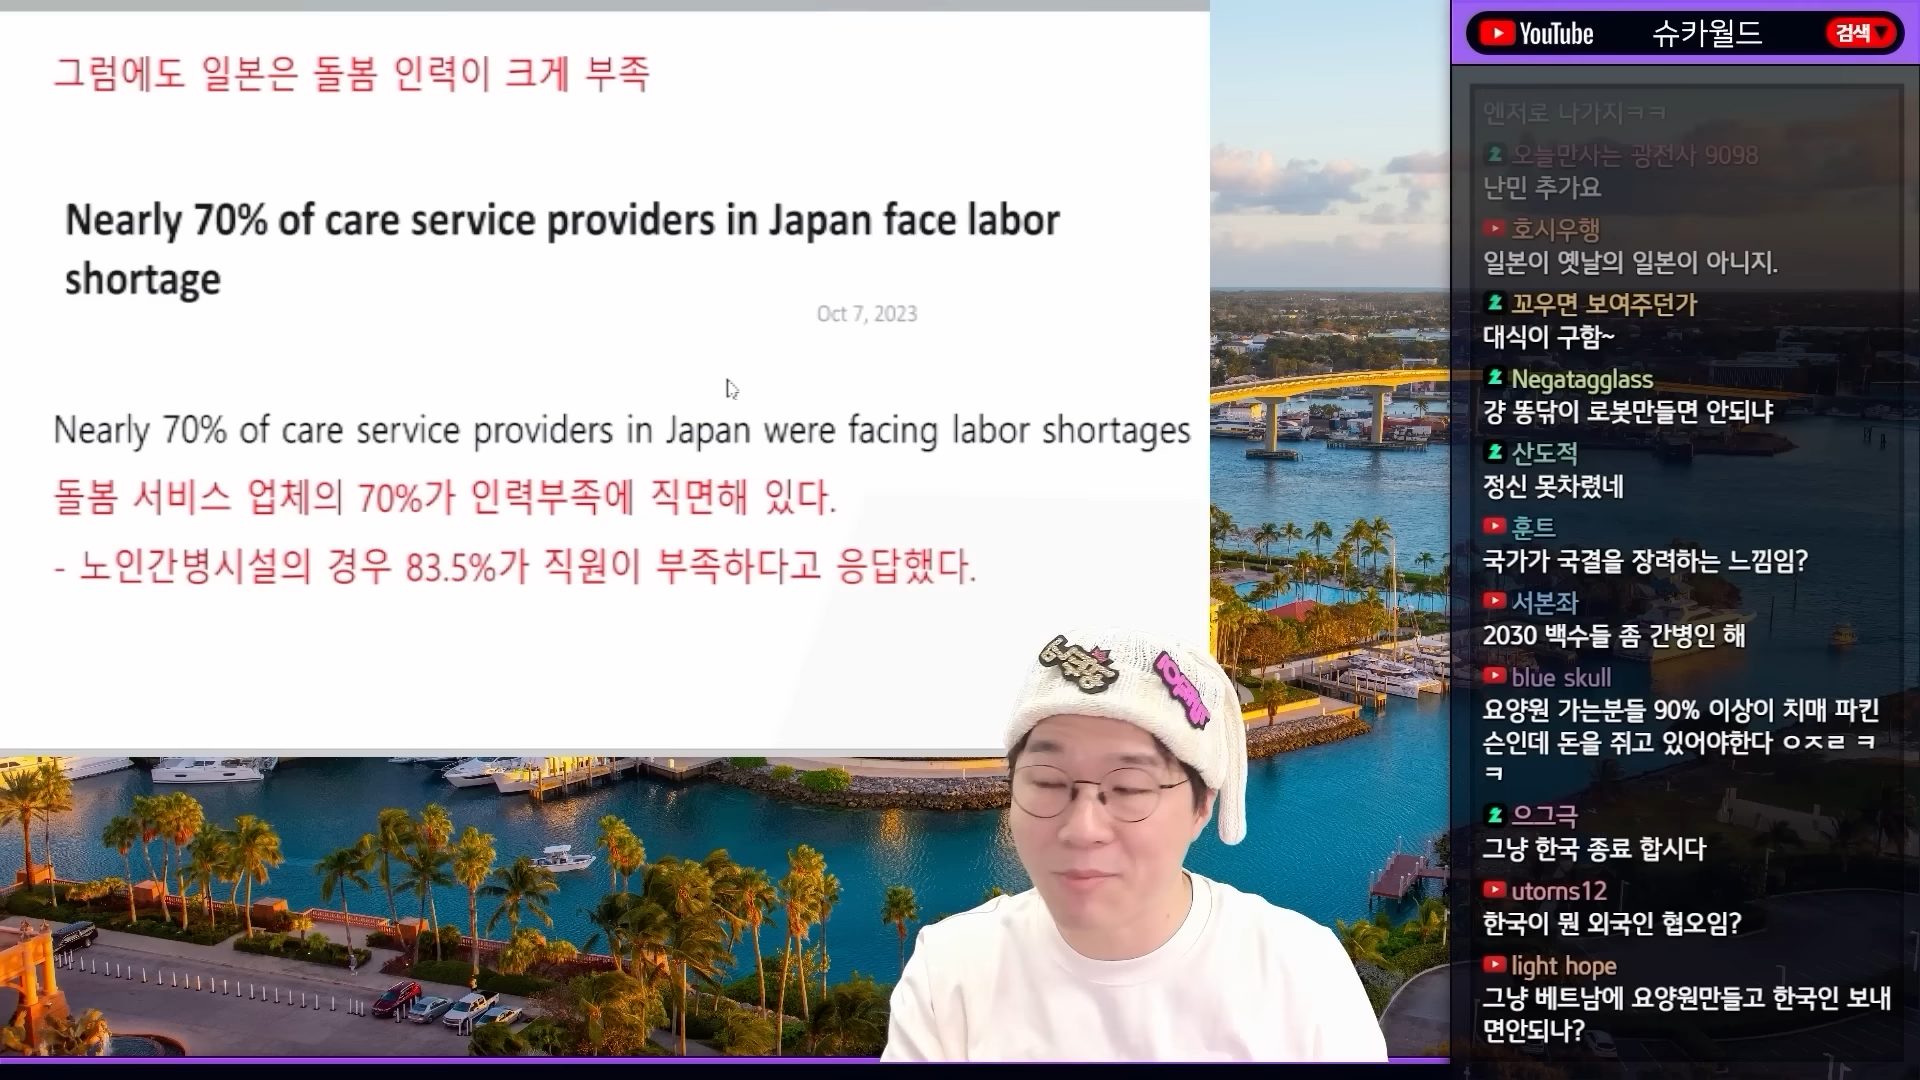 그럼에도 일본은 돌봄 인력이 크게 부족
Nearly 70% of care service providers in Japan face labor
shortage
Oct 7, 2023
Nearly 70% of care service providers in Japan were facing labor shortages
돌봄 서비스 업체의 70%가 인력부족에 직면해 있다.
- 노인간병시설의 경우 83.5%가 직원이 부족하다고 응답했다.
YouTube 슈카월드 검색
엔저로 나가지ㅋㅋ
오늘만사는 광전사 9098
난민 추가요
호시우행
일본이 옛날의 일본이 아니지.
꼬우면 보여주던가
대식이 구함~
Negatagglass
걍 똥닦이 로봇만들면 안되냐
산도적
정신 못차렸네
훈트
국가가 국결을 장려하는 느낌임?
서본좌
2030 백수들 좀 간병인 해
blue skull
요양원 가는분들 90% 이상이 치매 파킨
슨인데 돈을 쥐고 있어야한다 ㅇㅈㄹ ㅋ
ㅋ
으그극
그냥 한국 종료 합시다
utorns12
한국이 뭔 외국인 협오임?
light hope
그냥 베트남에 요양원만들고 한국인 보내
면안되나?